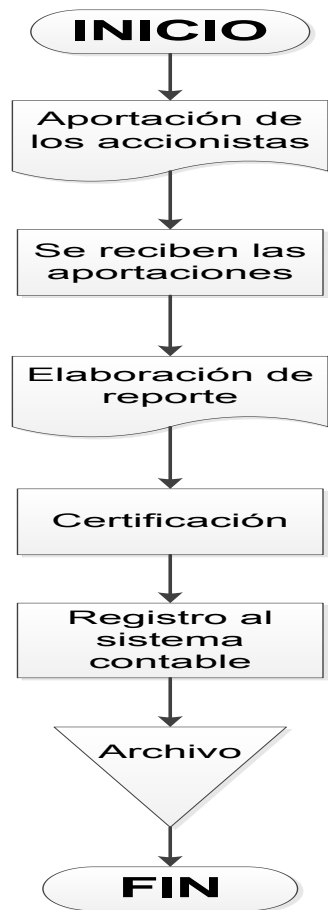 INICIO
Aportación de
los accionistas
Se reciben las
aportaciones
Elaboración de
reporte
Certificación
Registro al
sistema
contable
Archivo
FIN